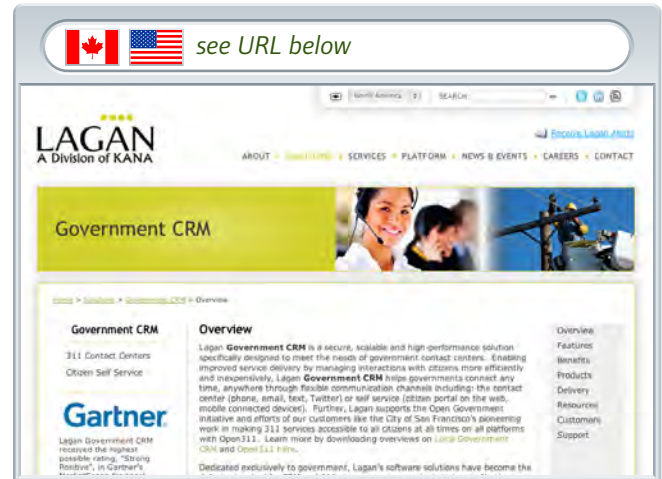 see URL below
North America
SEARCH
LAGAN
A Division of KANA
Receive Lagan Alerts
ABOUT SOLUTIONS SERVICES PLATFORM NEWS & EVENTS CAREERS CONTACT
Government CRM
Home > Solutions > Government CRM > Overview
Government CRM
311 Contact Centers
Citizen Self Service
Gartner
Lagan Government CRM
received the highest
possible rating, "Strong
Positive", in Gartner's
Overview
Lagan Government CRM is a secure, scalable and high-performance solution
specifically designed to meet the needs of government contact centers. Enabling
improved service delivery by managing interactions with citizens more efficiently
and inexpensively, Lagan Government CRM helps governments connect any
time, anywhere through flexible communication channels including: the contact
center (phone, email, text, Twitter) or self service (citizen portal on the web,
mobile connected devices). Further, Lagan supports the Open Government
initiative and efforts of our customers like the City of San Francisco's pioneering
work in making 311 services accessible to all citizens at all times on all platforms
with Open311. Learn more by downloading overviews on Local Government
CRM and Open311 here.
Dedicated exclusively to government, Lagan's software solutions have become the
Overview
Features
Benefits
Products
Delivery
Resources
Customers
Support